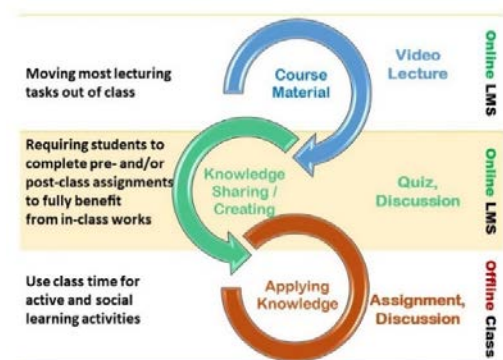 Moving most lecturing
tasks out of class
Course
Material
Video
Lecture
Online LMS
Requiring students to
complete pre- and/or
post-class assignments
to fully benefit
from in-class works
Knowledge
Sharing /
Creating
Quiz,
Discussion
Online LMS
Use class time for
active and social
learning activities
Applying
Knowledge
Assignment,
Discussion
Offline Class